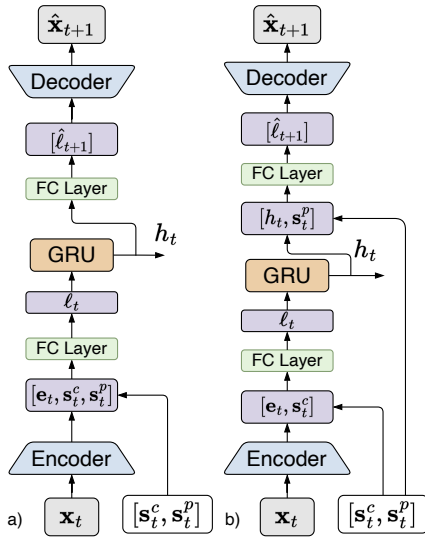 x̂_{t+1}
Decoder
[ℓ̂_{t+1}]
FC Layer
h_t
GRU
ℓ_t
FC Layer
[e_t, s_t^c, s_t^p]
Encoder
a)
x_t
[s_t^c, s_t^p]
x̂_{t+1}
Decoder
[ℓ̂_{t+1}]
FC Layer
[h_t, s_t^p]
h_t
GRU
ℓ_t
FC Layer
[e_t, s_t^c]
Encoder
b)
x_t
[s_t^c, s_t^p]